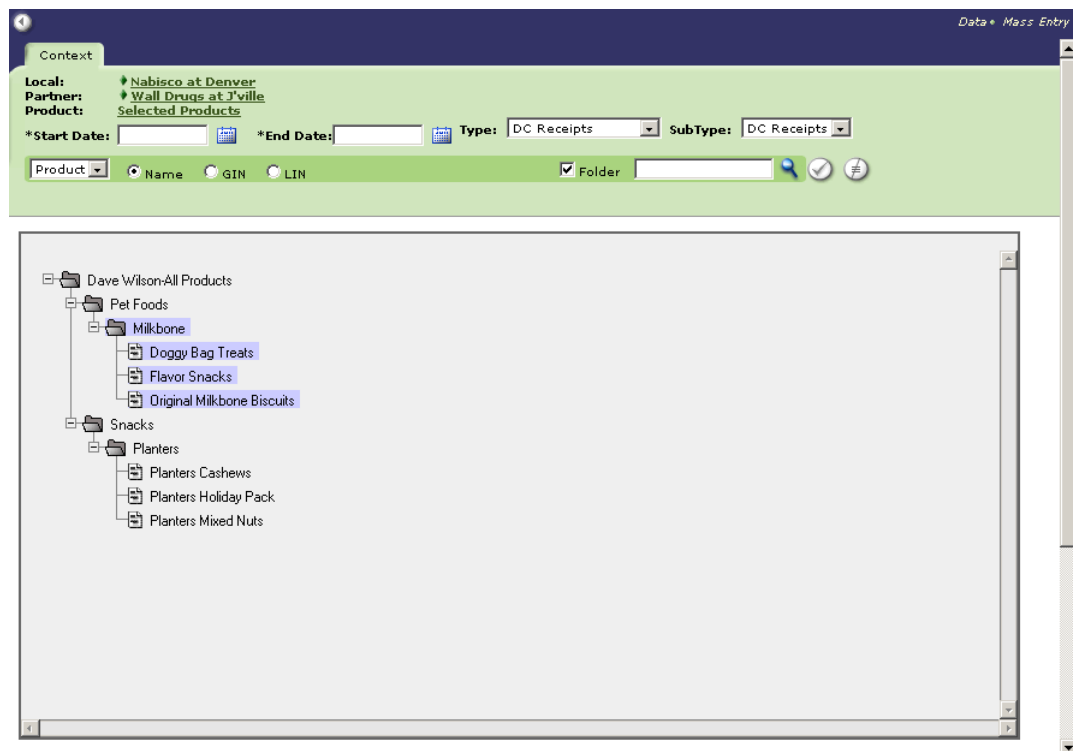 Data • Mass Entry
Context
Local: Nabisco at Denver
Partner: Wall Drugs at J'ville
Product: Selected Products
*Start Date: *End Date: Type: DC Receipts SubType: DC Receipts
Product Name GIN LIN Folder
Dave Wilson-All Products
Pet Foods
Milkbone
Doggy Bag Treats
Flavor Snacks
Original Milkbone Biscuits
Snacks
Planters
Planters Cashews
Planters Holiday Pack
Planters Mixed Nuts